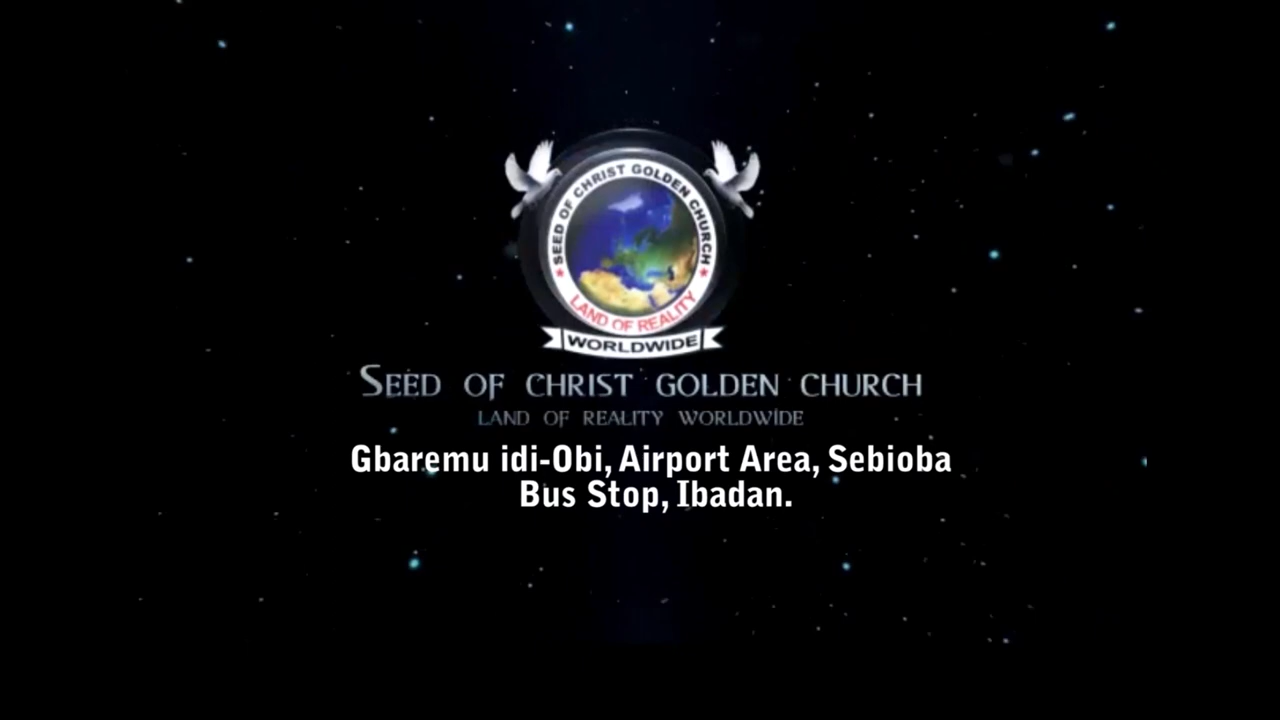 SEED OF CHRIST GOLDEN CHURCH
LAND OF REALITY
WORLDWIDE
SEED OF CHRIST GOLDEN CHURCH
LAND OF REALITY WORLDWIDE
Gbaremu idi-Obi, Airport Area, Sebioba
Bus Stop, Ibadan.